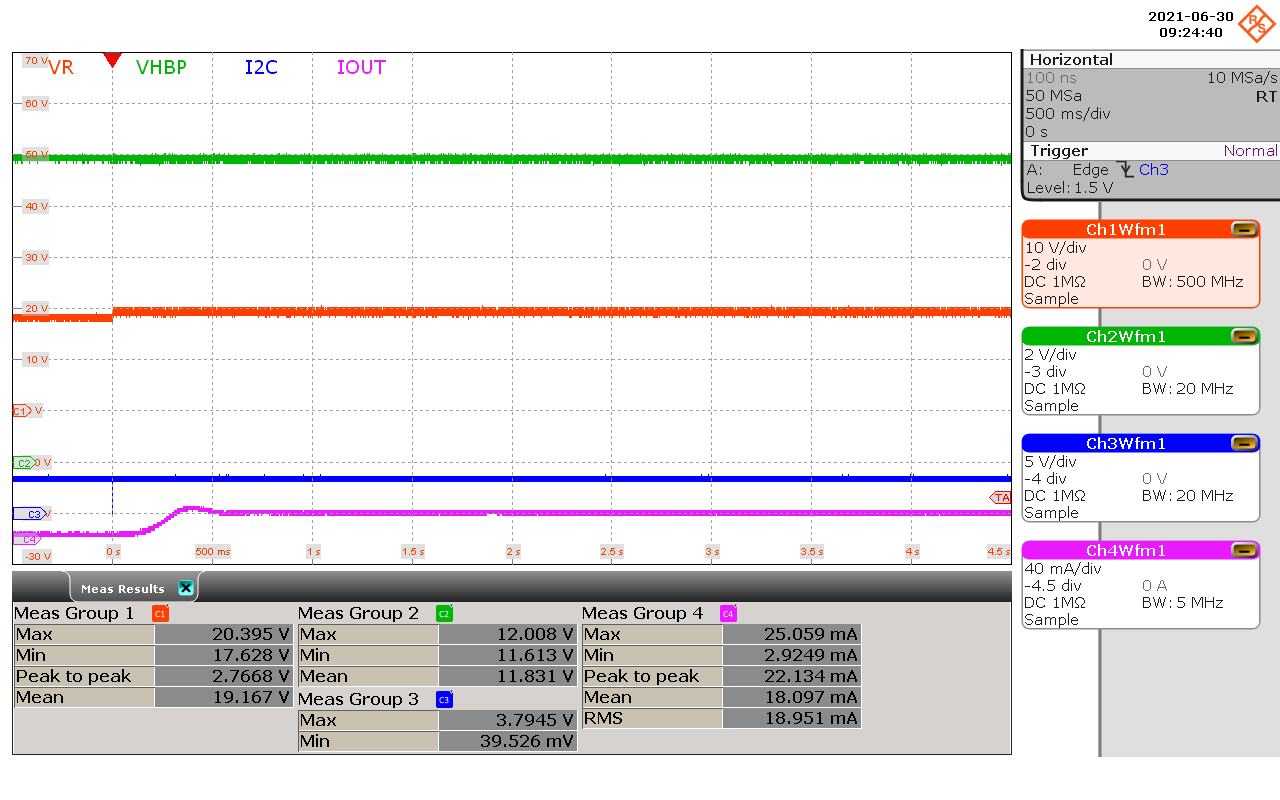 2021-06-30
09:24:40
R&S
70 V
VR
VHBP
I2C
IOUT
60 V
50 V
40 V
30 V
20 V
10 V
C1
V
C2
0 V
C3
V
TA
C4
-30 V
0 s
500 ms
1 s
1.5 s
2 s
2.5 s
3 s
3.5 s
4 s
4.5 s
Horizontal
100 ns 10 MSa/s
50 MSa RT
500 ms/div
0 s
Trigger Normal
A: Edge Ch3
Level: 1.5 V
Ch1Wfm1
10 V/div
-2 div 0 V
DC 1MΩ BW: 500 MHz
Sample
Ch2Wfm1
2 V/div
-3 div 0 V
DC 1MΩ BW: 20 MHz
Sample
Ch3Wfm1
5 V/div
-4 div 0 V
DC 1MΩ BW: 20 MHz
Sample
Ch4Wfm1
40 mA/div
-4.5 div 0 A
DC 1MΩ BW: 5 MHz
Sample
Meas Results
Meas Group 1 C1
Max 20.395 V
Min 17.628 V
Peak to peak 2.7668 V
Mean 19.167 V
Meas Group 2 C2
Max 12.008 V
Min 11.613 V
Mean 11.831 V
Meas Group 3 C3
Max 3.7945 V
Min 39.526 mV
Meas Group 4 C4
Max 25.059 mA
Min 2.9249 mA
Peak to peak 22.134 mA
Mean 18.097 mA
RMS 18.951 mA